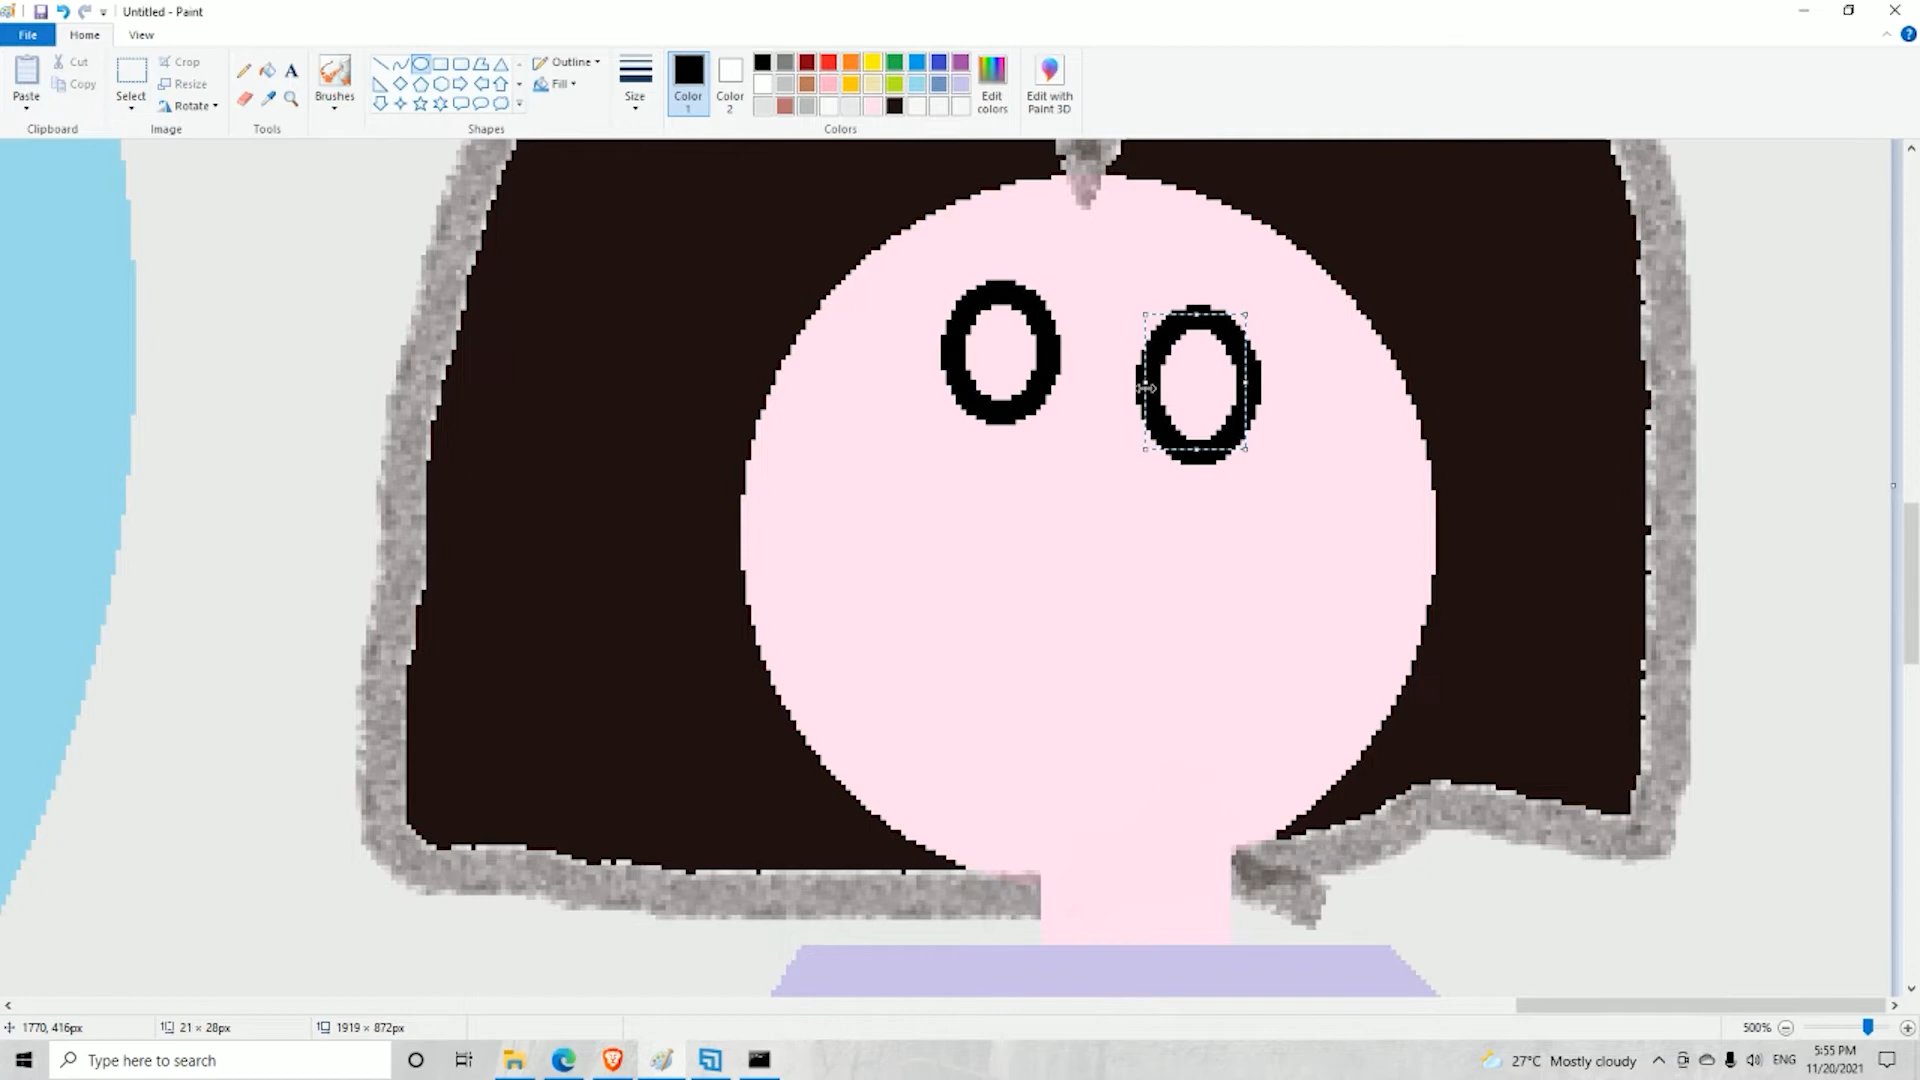 Untitled - Paint
File Home View
Paste Cut Copy
Clipboard
Select Crop Resize Rotate
Image
Tools
Brushes
Outline Fill
Shapes
Size
Color 1 Color 2
Edit colors
Colors
Edit with Paint 3D
1770, 416px 21 × 28px 1919 × 872px 500%
Type here to search 27°C Mostly cloudy ENG 5:55 PM
11/20/2021